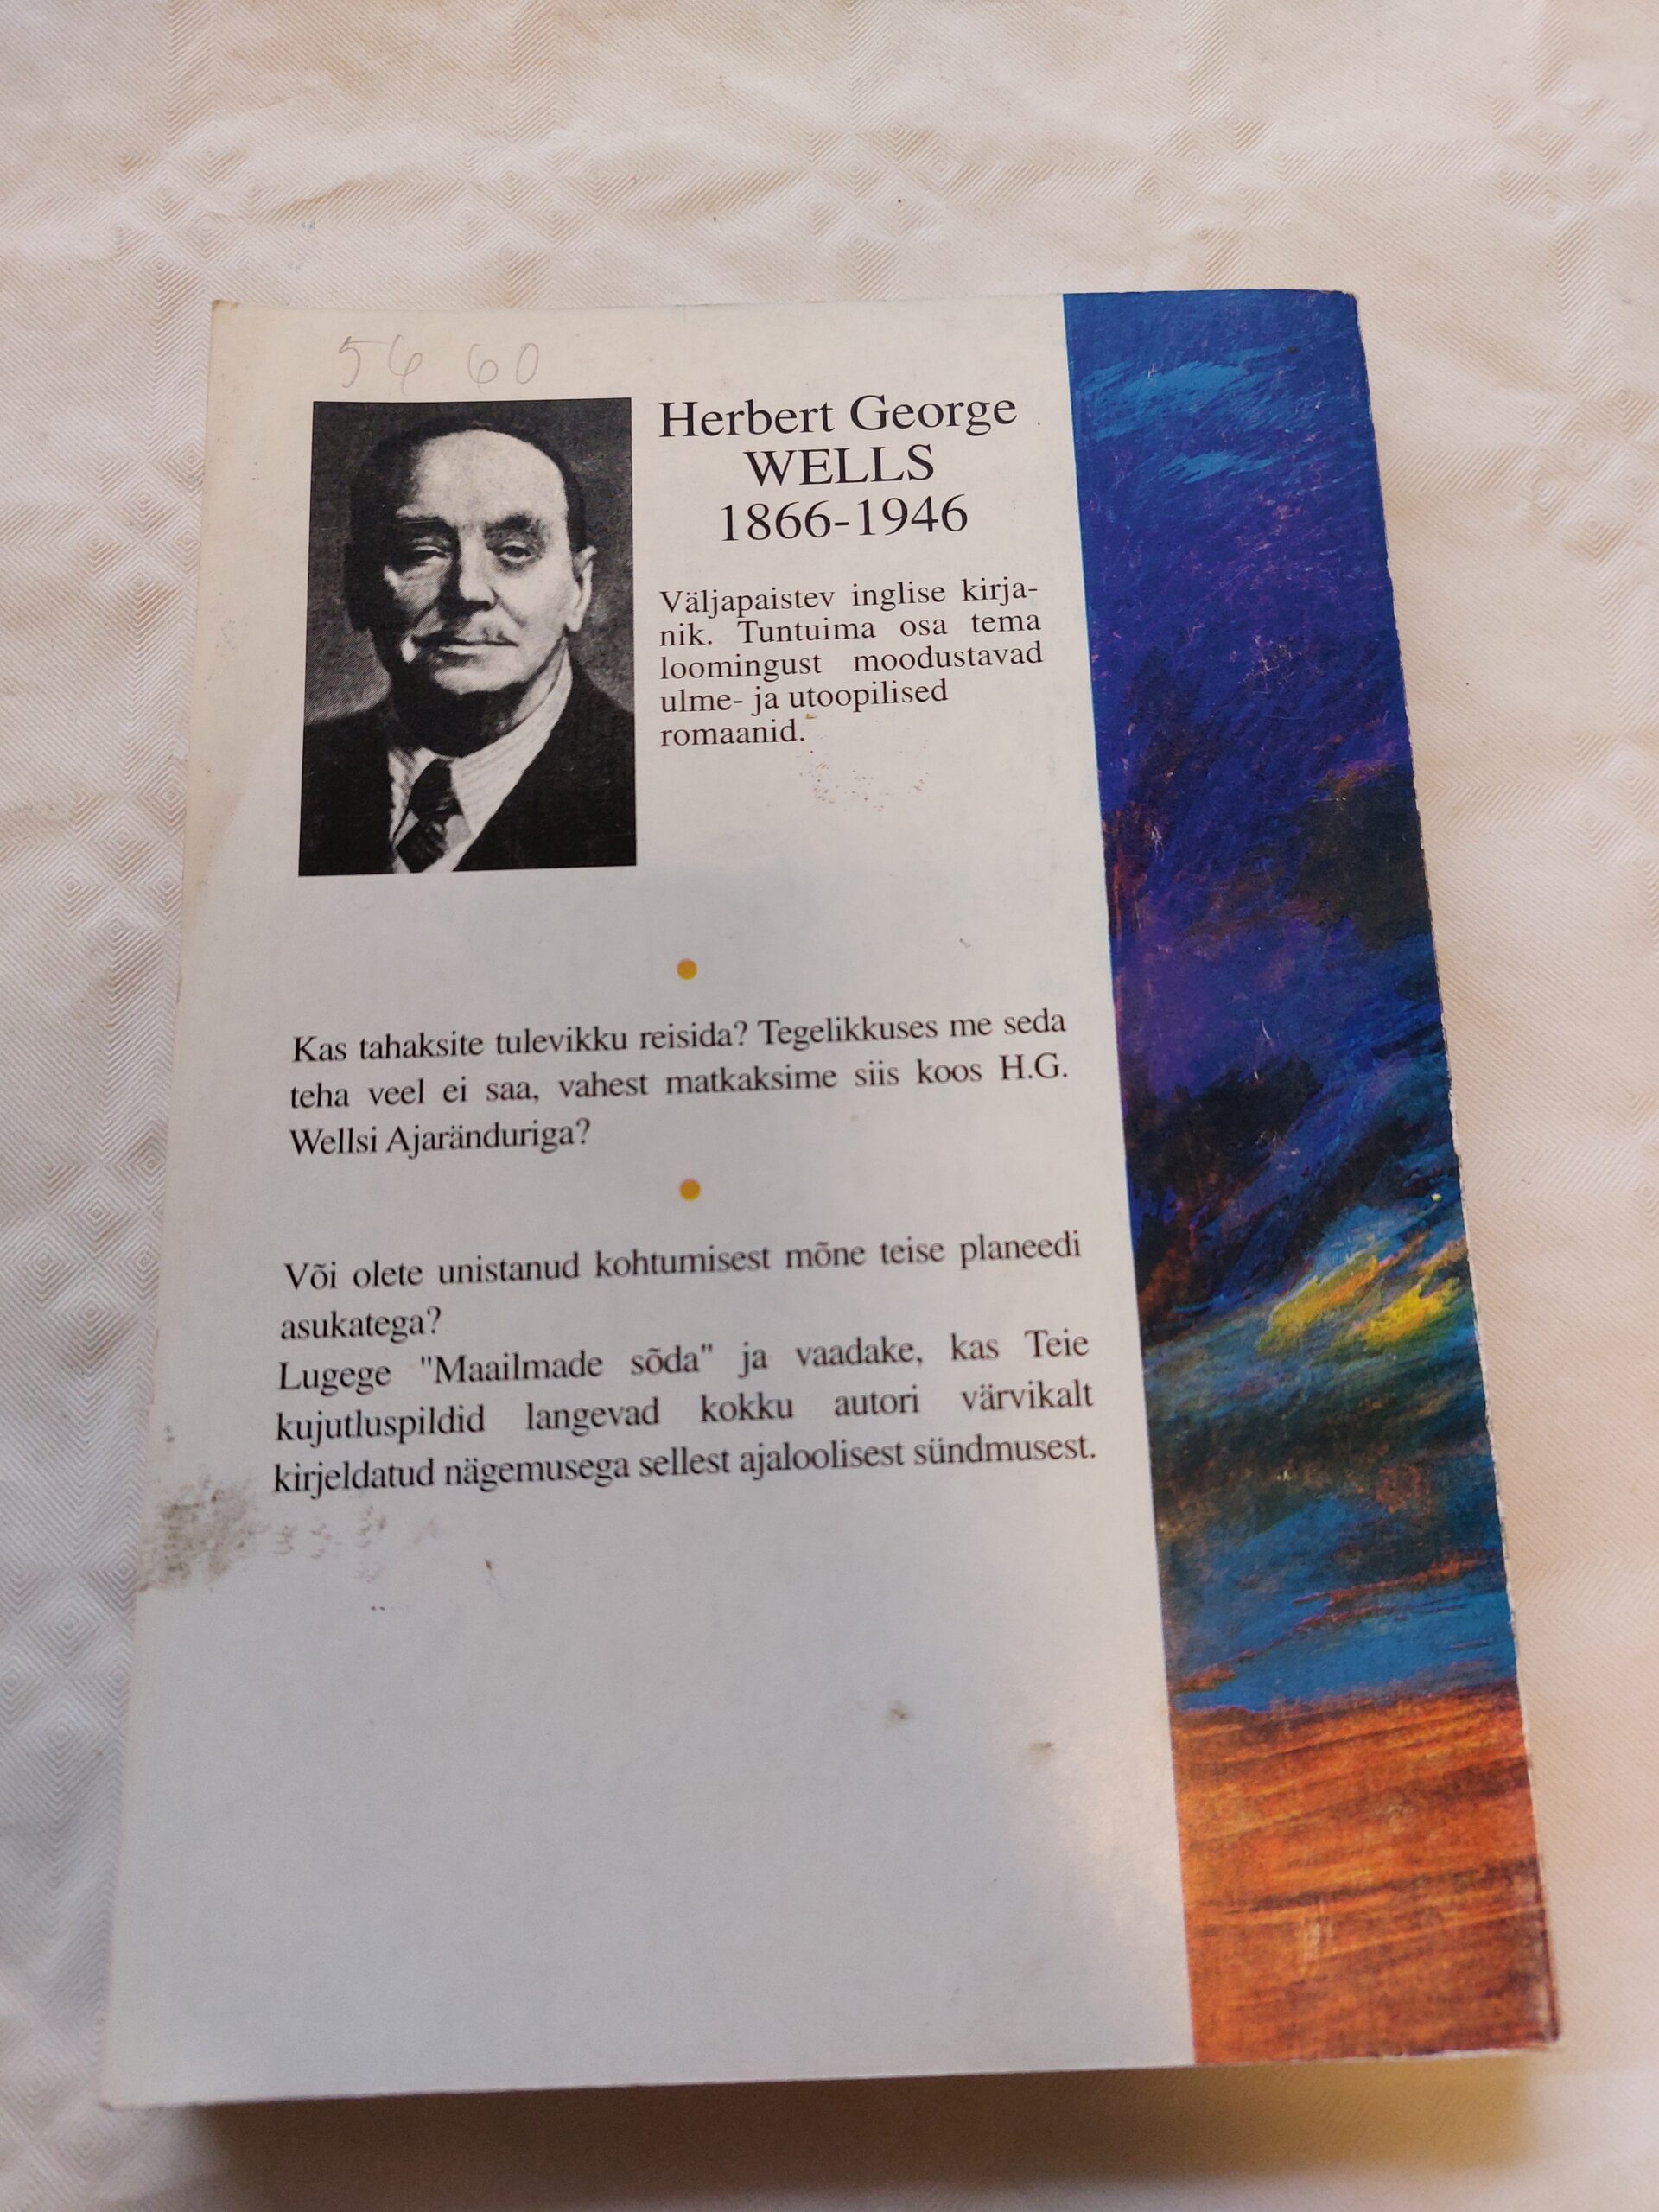 56 60
Herbert George
WELLS
1866-1946
Väljapaistev inglise kirja-
nik. Tuntuima osa tema
loomingust moodustavad
ulme- ja utoopilised
romaanid.
Kas tahaksite tulevikku reisida? Tegelikkuses me seda
teha veel ei saa, vahest matkaksime siis koos H.G.
Wellsi Ajaränduriga?
Või olete unistanud kohtumisest mõne teise planeedi
asukatega?
Lugege "Maailmade sõda" ja vaadake, kas Teie
kujutluspildid langevad kokku autori värvikalt
kirjeldatud nägemusega sellest ajaloolisest sündmusest.